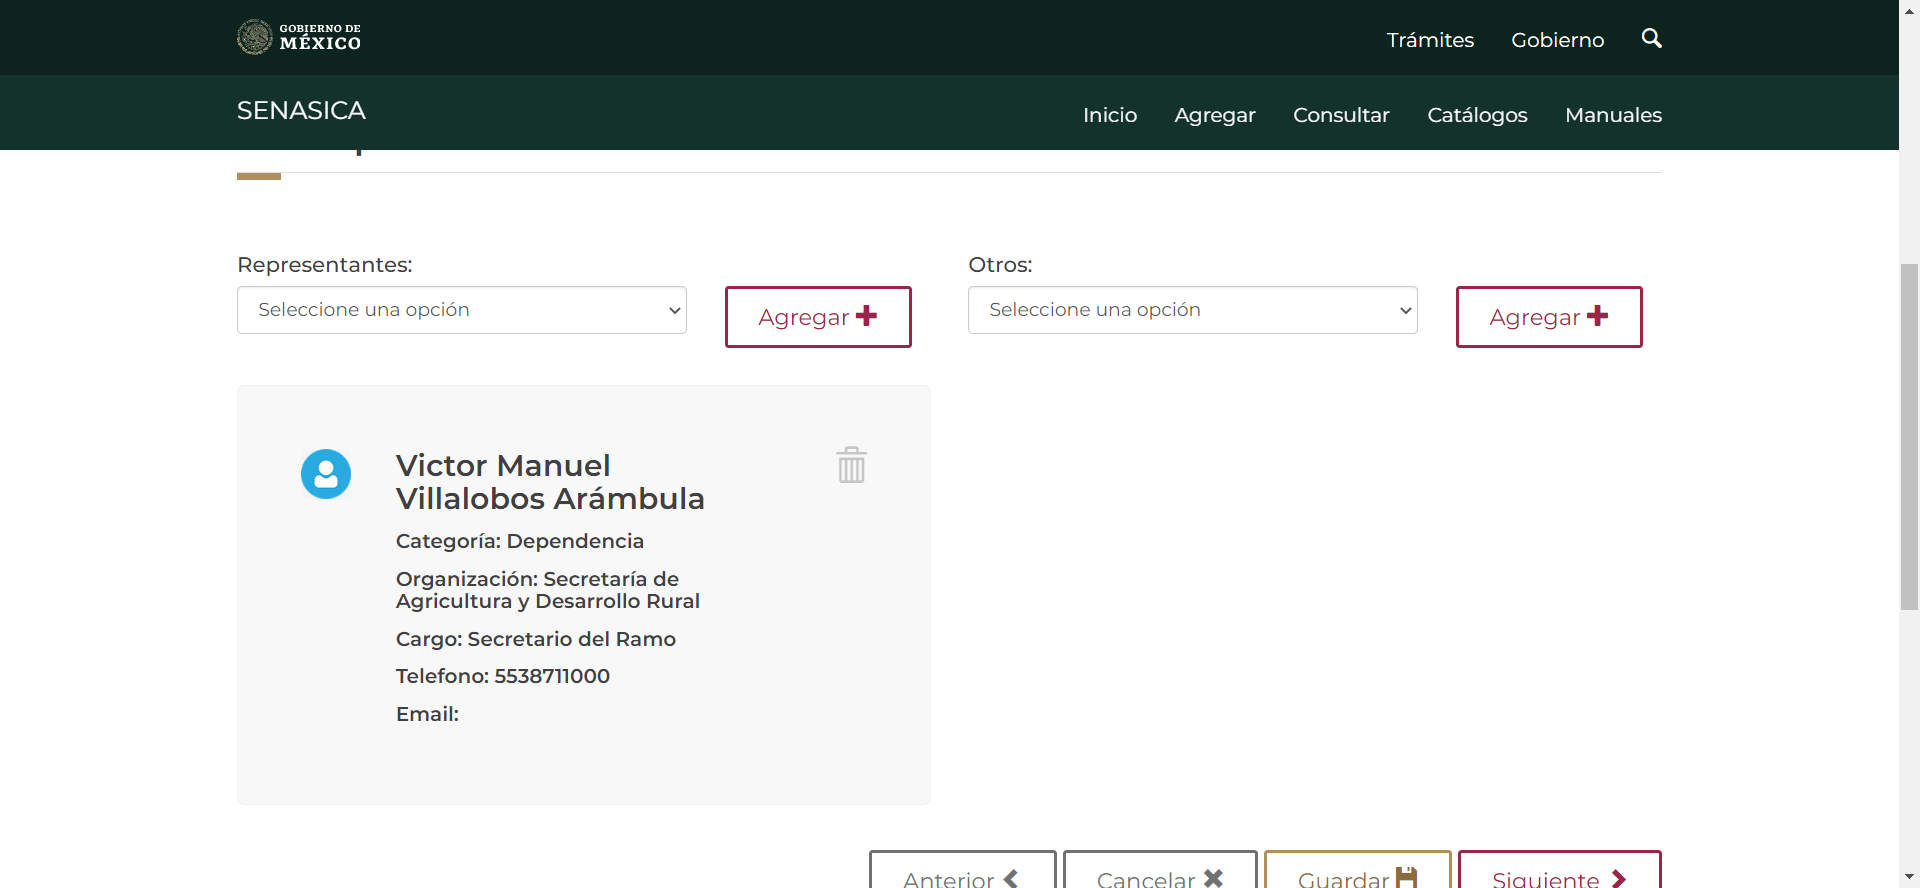 GOBIERNO DE
MÉXICO
Trámites
Gobierno
SENASICA
Inicio
Agregar
Consultar
Catálogos
Manuales
Representantes:
Otros:
Seleccione una opción
Agregar
Seleccione una opción
Agregar
Victor Manuel
Villalobos Arámbula
Categoría: Dependencia
Organización: Secretaría de
Agricultura y Desarrollo Rural
Cargo: Secretario del Ramo
Telefono: 5538711000
Email:
Anterior
Cancelar
Guardar
Siguiente